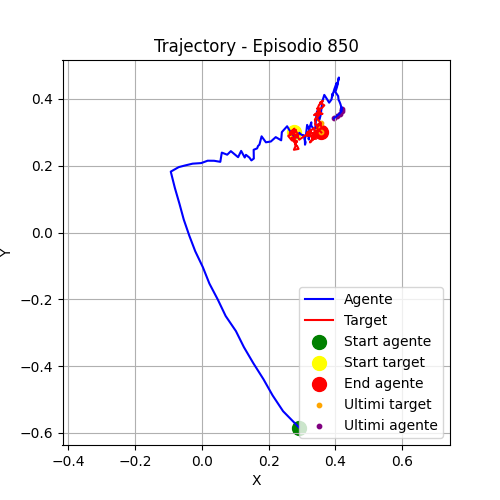 Trajectory - Episodio 850
0.4
0.2
0.0
−0.2
−0.4
−0.6
Y
−0.4
−0.2
0.0
0.2
0.4
0.6
X
Agente
Target
Start agente
Start target
End agente
Ultimi target
Ultimi agente